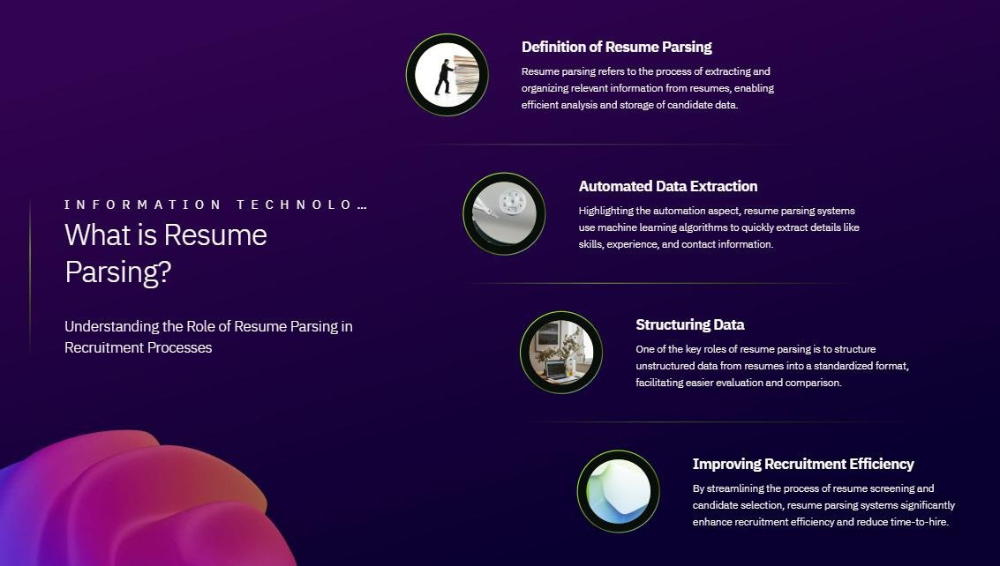 INFORMATION TECHNOLO…
What is Resume
Parsing?
Understanding the Role of Resume Parsing in
Recruitment Processes
Definition of Resume Parsing
Resume parsing refers to the process of extracting and
organizing relevant information from resumes, enabling
efficient analysis and storage of candidate data.
Automated Data Extraction
Highlighting the automation aspect, resume parsing systems
use machine learning algorithms to quickly extract details like
skills, experience, and contact information.
Structuring Data
One of the key roles of resume parsing is to structure
unstructured data from resumes into a standardized format,
facilitating easier evaluation and comparison.
Improving Recruitment Efficiency
By streamlining the process of resume screening and
candidate selection, resume parsing systems significantly
enhance recruitment efficiency and reduce time-to-hire.